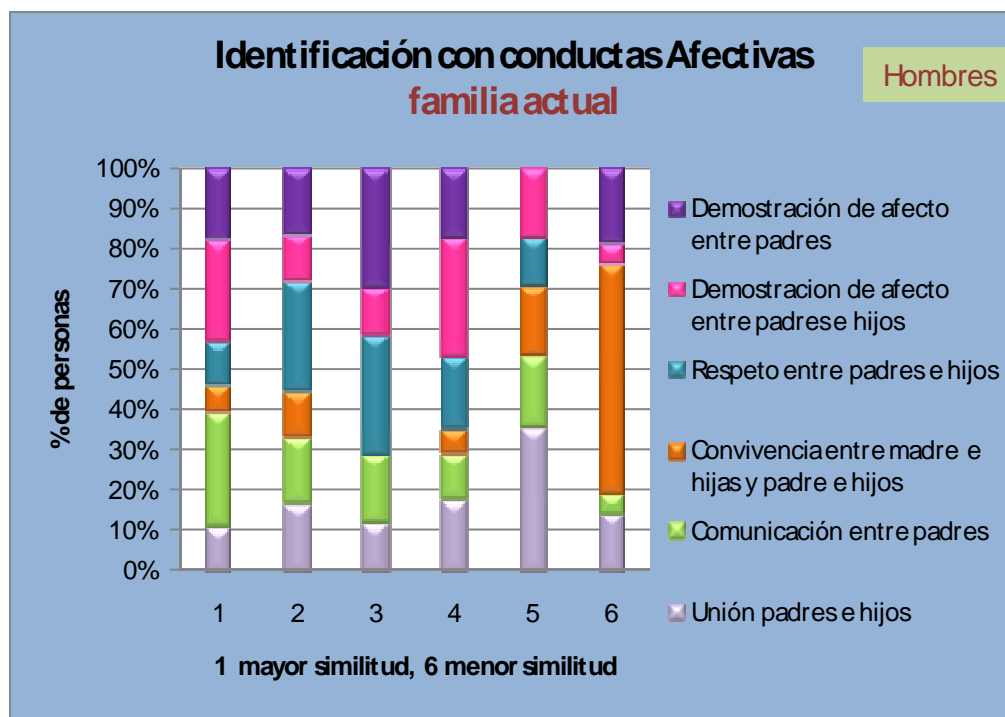 Identificación con conductas Afectivas
familia actual
Hombres
100%
90%
80%
70%
60%
50%
40%
30%
20%
10%
0%
% de personas
1 2 3 4 5 6
1 mayor similitud, 6 menor similitud
Demostración de afecto
entre padres
Demostracion de afecto
entre padres e hijos
Respeto entre padres e hijos
Convivencia entre madre e
hijas y padre e hijos
Comunicación entre padres
Unión padres e hijos